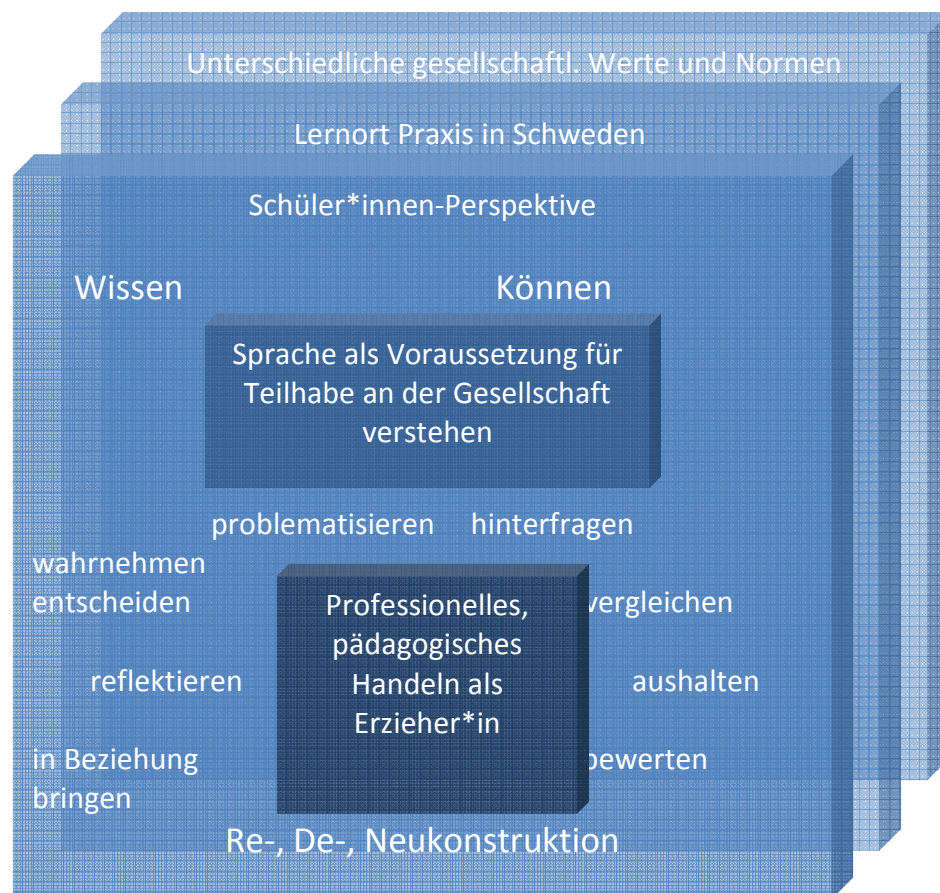 Unterschiedliche gesellschaftl. Werte und Normen
Lernort Praxis in Schweden
Schüler*innen-Perspektive
Wissen
Können
Sprache als Voraussetzung für
Teilhabe an der Gesellschaft
verstehen
problematisieren
hinterfragen
wahrnehmen
entscheiden
Professionelles,
pädagogisches
Handeln als
Erzieher*in
vergleichen
reflektieren
aushalten
in Beziehung
bringen
bewerten
Re-, De-, Neukonstruktion